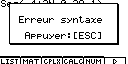 Erreur syntaxe
Appuyer:[ESC]
LIST MAT CPLX CALC NUM D